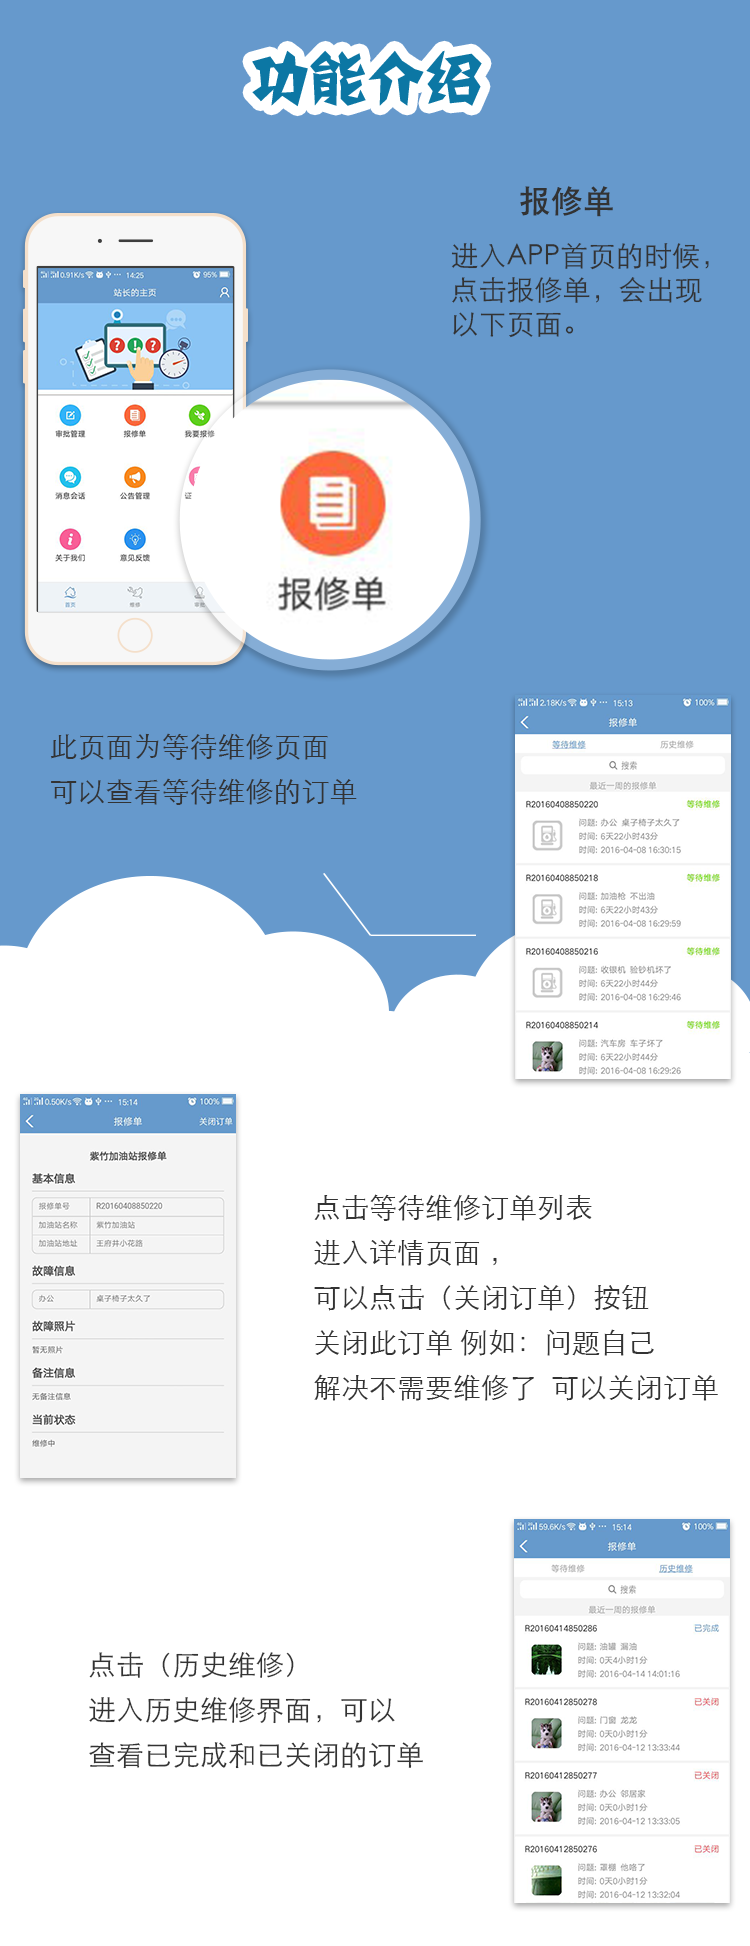 功能介绍
报修单
进入APP首页的时候，
点击报修单，会出现
以下页面。
0.91K/s 14:25 95%
站长的主页
审批管理 报修单 我要报修
消息会话 公告管理 证
关于我们 意见反馈
首页 维修 审批
报修单
此页面为等待维修页面
可以查看等待维修的订单
2.18K/s 15:13 100%
报修单
等待维修 历史维修
搜索
最近一周的报修单
R20160408850220 等待维修
问题: 办公 桌子椅子太久了
时间: 6天22小时43分
时间: 2016-04-08 16:30:15
R20160408850218 等待维修
问题: 加油枪 不出油
时间: 6天22小时43分
时间: 2016-04-08 16:29:59
R20160408850216 等待维修
问题: 收银机 验钞机坏了
时间: 6天22小时44分
时间: 2016-04-08 16:29:46
R20160408850214 等待维修
问题: 汽车房 车子坏了
时间: 6天22小时44分
时间: 2016-04-08 16:29:26
0.50K/s 15:14 100%
报修单 关闭订单
紫竹加油站报修单
基本信息
报修单号 R20160408850220
加油站名称 紫竹加油站
加油站地址 王府井小花路
故障信息
办公 桌子椅子太久了
故障照片
暂无照片
备注信息
无备注信息
当前状态
维修中
点击等待维修订单列表
进入详情页面，
可以点击（关闭订单）按钮
关闭此订单 例如：问题自己
解决不需要维修了 可以关闭订单
59.6K/s 15:14 100%
报修单
等待维修 历史维修
搜索
最近一周的报修单
R20160414850286 已完成
问题: 油罐 漏油
时间: 0天4小时1分
时间: 2016-04-14 14:01:16
R20160412850278 已关闭
问题: 门窗 龙龙
时间: 0天0小时1分
时间: 2016-04-12 13:33:44
R20160412850277 已关闭
问题: 办公 邻居家
时间: 0天0小时1分
时间: 2016-04-12 13:33:05
R20160412850276 已关闭
问题: 罩棚 他咯了
时间: 0天0小时1分
时间: 2016-04-12 13:32:04
点击（历史维修）
进入历史维修界面，可以
查看已完成和已关闭的订单